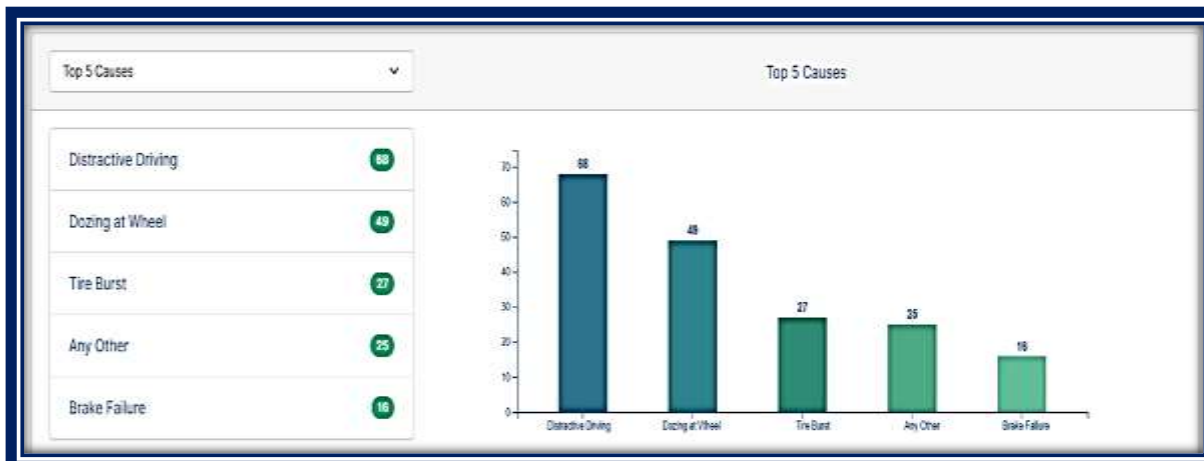 Top 5 Causes
Top 5 Causes
Distractive Driving 68
Dozing at Wheel 49
Tire Burst 27
Any Other 25
Brake Failure 16
70
60
50
40
30
20
10
0
68
49
27
25
16
Distractive Driving
Dozing at Wheel
Tire Burst
Any Other
Brake Failure